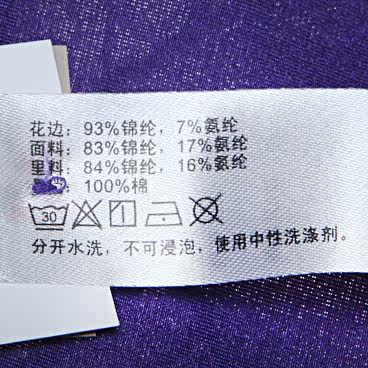 花边：93%锦纶，7%氨纶
面料：83%锦纶，17%氨纶
里料：84%锦纶，16%氨纶
：100%棉
30
分开水洗，不可浸泡，使用中性洗涤剂。